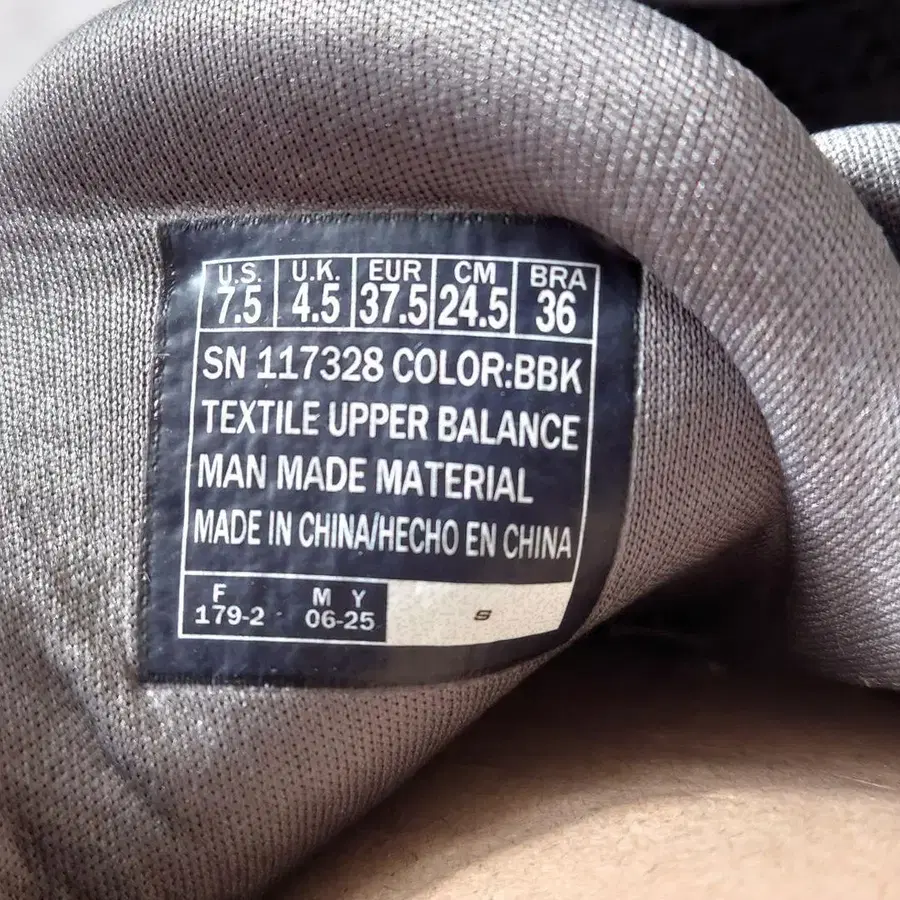 U.S. U.K. EUR CM BRA
7.5 4.5 37.5 24.5 36
SN 117328 COLOR:BBK
TEXTILE UPPER BALANCE
MAN MADE MATERIAL
MADE IN CHINA/HECHO EN CHINA
F M Y
179-2 06-25
S